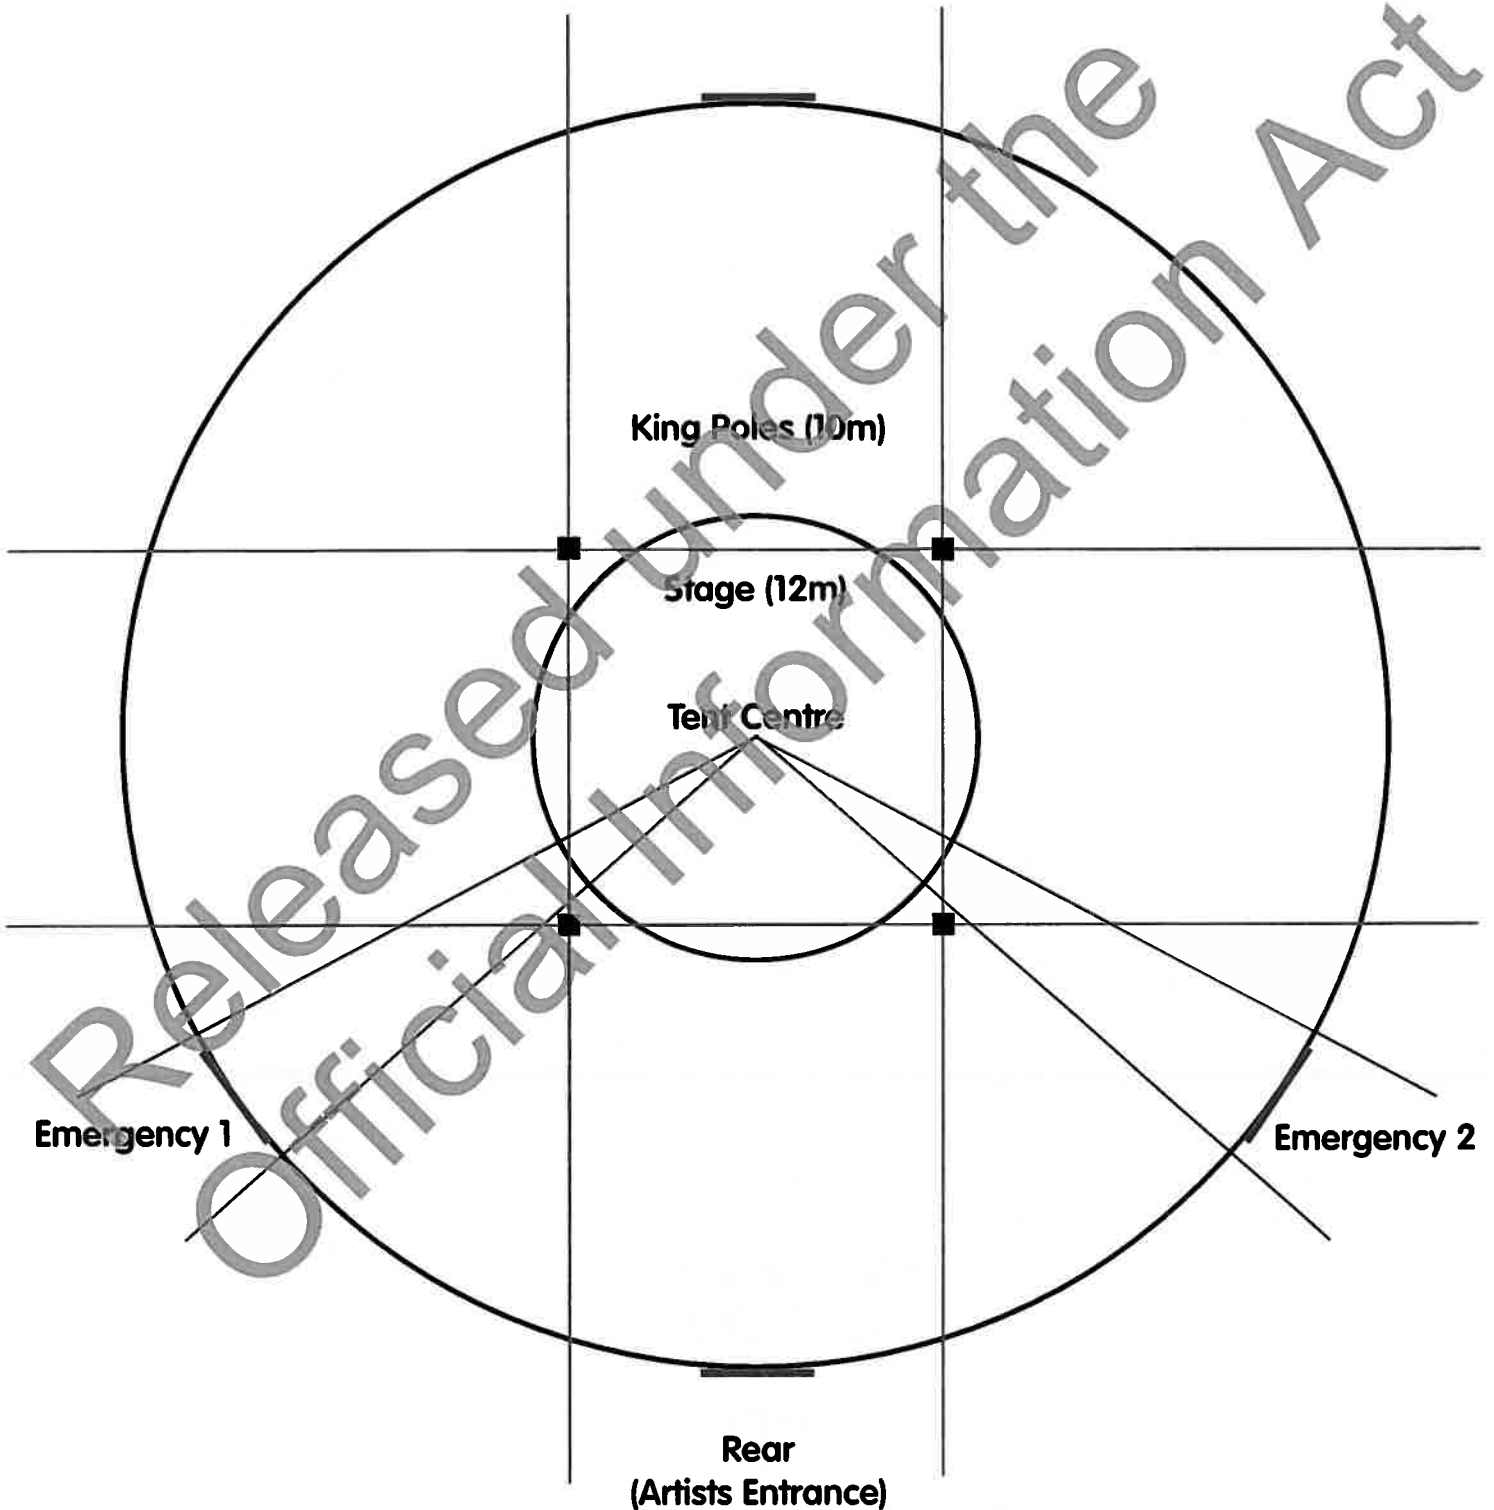 Released under the
Official Information Act
King Poles (10m)
Stage (12m)
Tent Centre
Emergency 1
Emergency 2
Rear
(Artists Entrance)